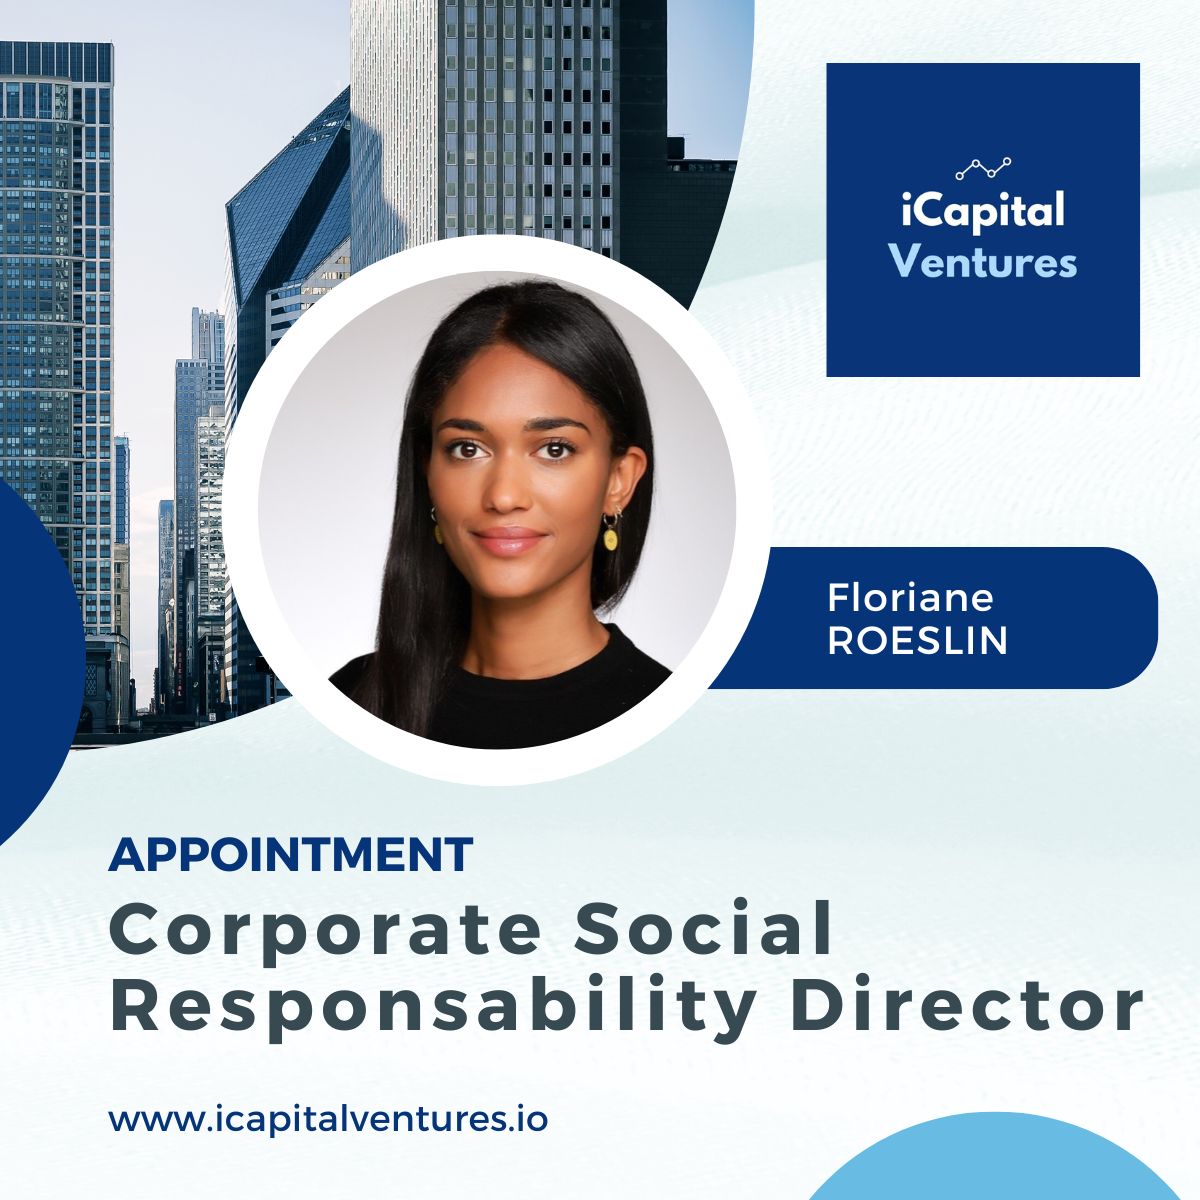 iCapital
Ventures
Floriane
ROESLIN
APPOINTMENT
Corporate Social
Responsability Director
www.icapitalventures.io